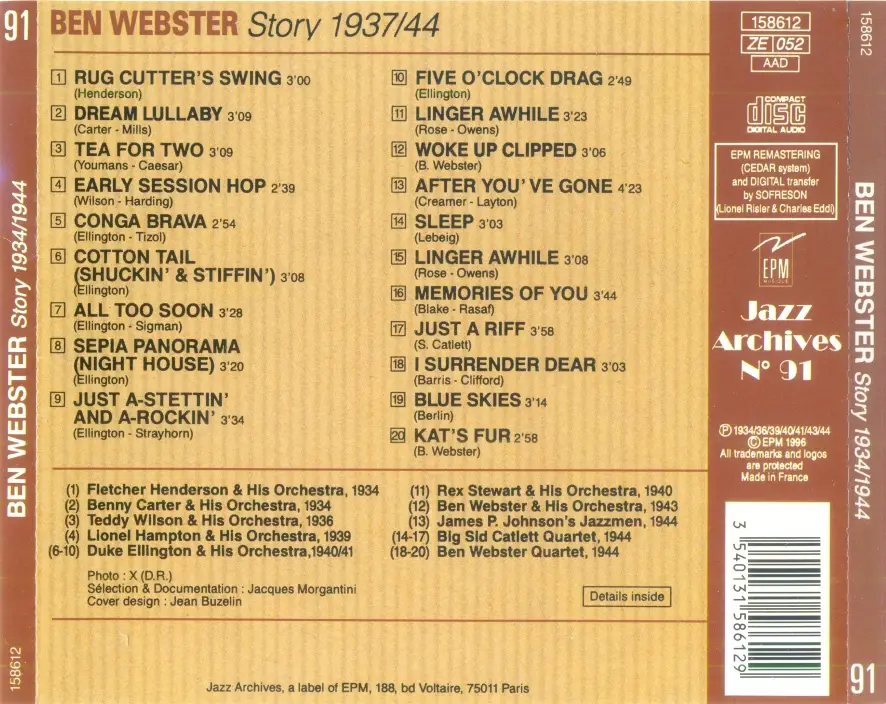 91
BEN WEBSTER Story 1937/44
1 RUG CUTTER'S SWING 3'00
(Henderson)
2 DREAM LULLABY 3'09
(Carter - Mills)
3 TEA FOR TWO 3'09
(Youmans - Caesar)
4 EARLY SESSION HOP 2'39
(Wilson - Harding)
5 CONGA BRAVA 2'54
(Ellington - Tizol)
6 COTTON TAIL
(SHUCKIN' & STIFFIN') 3'08
(Ellington)
7 ALL TOO SOON 3'28
(Ellington - Sigman)
8 SEPIA PANORAMA
(NIGHT HOUSE) 3'20
(Ellington)
9 JUST A-STETTIN'
AND A-ROCKIN' 3'34
(Ellington - Strayhorn)
10 FIVE O'CLOCK DRAG 2'49
(Ellington)
11 LINGER AWHILE 3'23
(Rose - Owens)
12 WOKE UP CLIPPED 3'06
(B. Webster)
13 AFTER YOU'VE GONE 4'23
(Creamer - Layton)
14 SLEEP 3'03
(Lebeig)
15 LINGER AWHILE 3'08
(Rose - Owens)
16 MEMORIES OF YOU 3'44
(Blake - Rasaf)
17 JUST A RIFF 3'58
(S. Catlett)
18 I SURRENDER DEAR 3'03
(Barris - Clifford)
19 BLUE SKIES 3'14
(Berlin)
20 KAT'S FUR 2'58
(B. Webster)
(1) Fletcher Henderson & His Orchestra, 1934
(2) Benny Carter & His Orchestra, 1934
(3) Teddy Wilson & His Orchestra, 1936
(4) Lionel Hampton & His Orchestra, 1939
(6-10) Duke Ellington & His Orchestra,1940/41
(11) Rex Stewart & His Orchestra, 1940
(12) Ben Webster & His Orchestra, 1943
(13) James P. Johnson's Jazzmen, 1944
(14-17) Big Sid Catlett Quartet, 1944
(18-20) Ben Webster Quartet, 1944
Photo : X (D.R.)
Sélection & Documentation : Jacques Morgantini
Cover design : Jean Buzelin
Details inside
Jazz Archives, a label of EPM, 188, bd Voltaire, 75011 Paris
158612
ZE 052
AAD
COMPACT
disc
DIGITAL AUDIO
EPM REMASTERING
(CEDAR system)
and DIGITAL transfer
by SOFRESON
(Lionel Risler & Charles Eddi)
EPM
MUSIQUE
Jazz
Archives
N° 91
℗ 1934/36/39/40/41/43/44
© EPM 1996
All trademarks and logos
are protected
Made in France
3 540131 586129
BEN WEBSTER Story 1934/1944
158612
158612
BEN WEBSTER Story 1934/1944
91